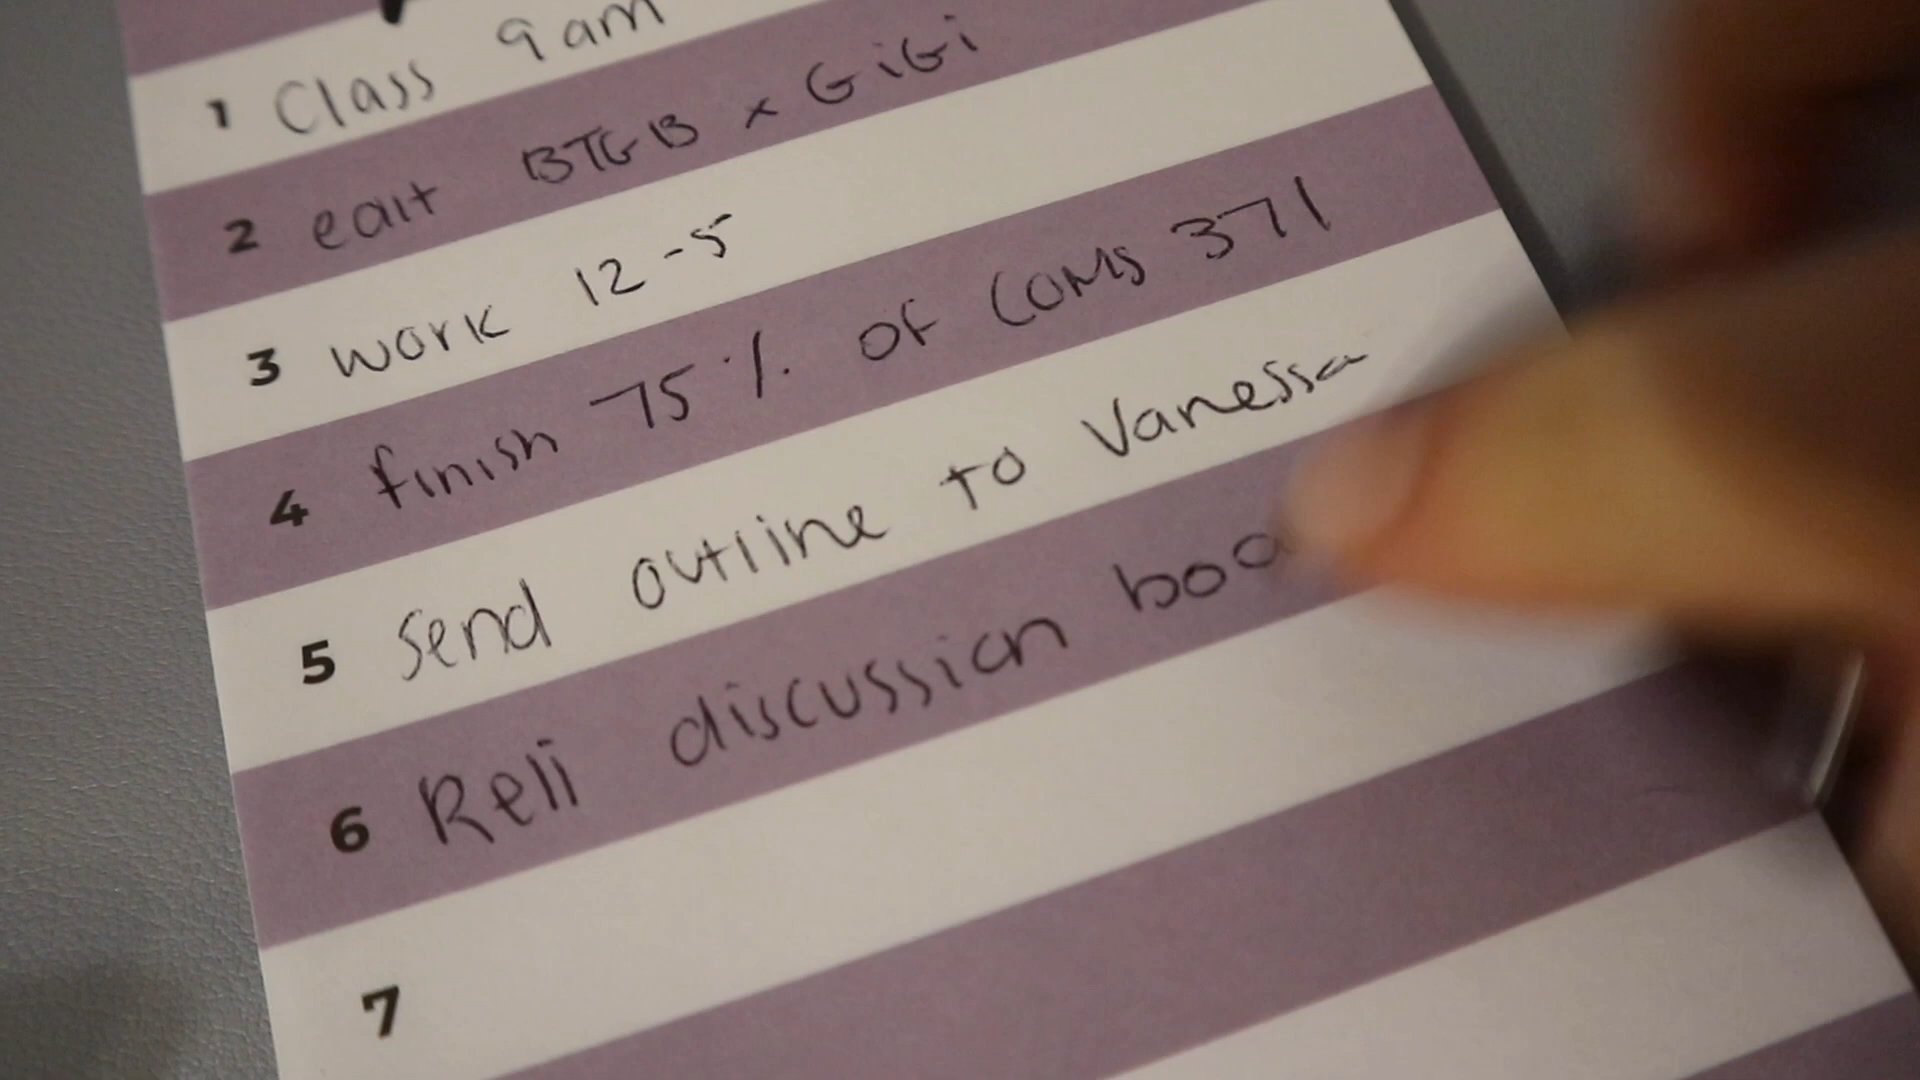 1 Class 9am
2 edit BTGB x GiGi
3 work 12-5
4 finish 75% of COMS 371
5 Send outline to Vanessa
6 Reli discussion boa
7